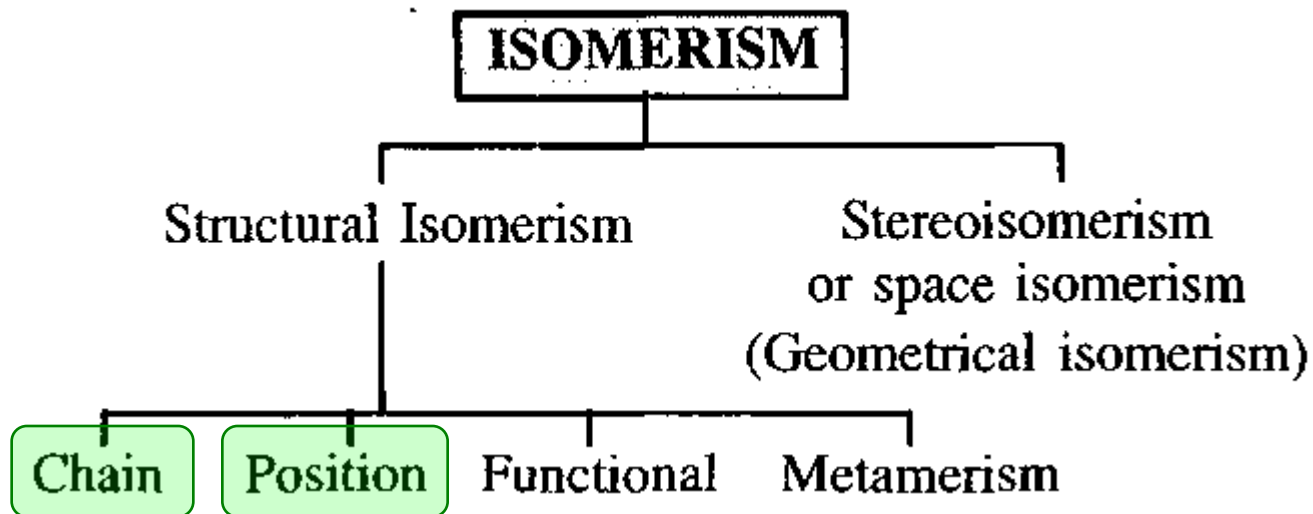 ISOMERISM
Structural Isomerism
Stereoisomerism
or space isomerism
(Geometrical isomerism)
Chain Position Functional Metamerism